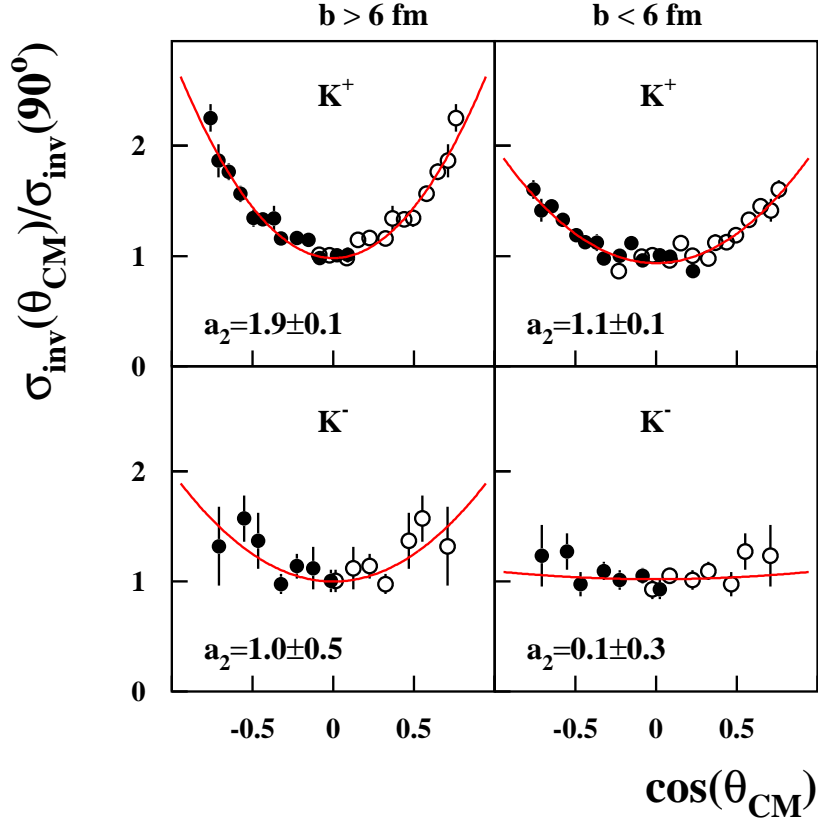 b > 6 fm
b < 6 fm
σinv(θCM)/σinv(90o)
K+
K+
2
1
0
a2=1.9±0.1
a2=1.1±0.1
K-
K-
2
1
0
a2=1.0±0.5
a2=0.1±0.3
-0.5
0
0.5
-0.5
0
0.5
cos(θCM)